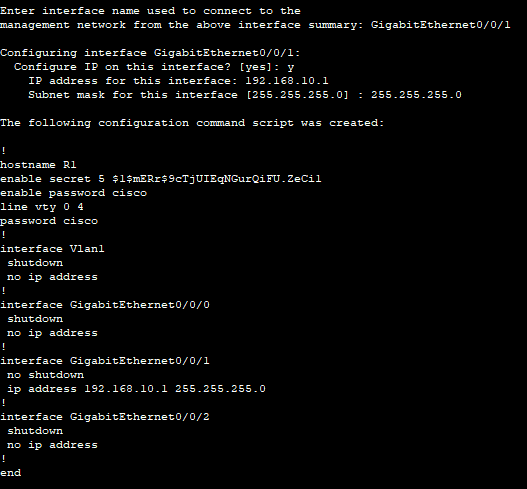 Enter interface name used to connect to the
management network from the above interface summary: GigabitEthernet0/0/1
Configuring interface GigabitEthernet0/0/1:
Configure IP on this interface? [yes]: y
IP address for this interface: 192.168.10.1
Subnet mask for this interface [255.255.255.0] : 255.255.255.0
The following configuration command script was created:
!
hostname R1
enable secret 5 $1$mERr$9cTjUIEqNGurQiFU.ZeCi1
enable password cisco
line vty 0 4
password cisco
!
interface Vlan1
shutdown
no ip address
!
interface GigabitEthernet0/0/0
shutdown
no ip address
!
interface GigabitEthernet0/0/1
no shutdown
ip address 192.168.10.1 255.255.255.0
!
interface GigabitEthernet0/0/2
shutdown
no ip address
!
end